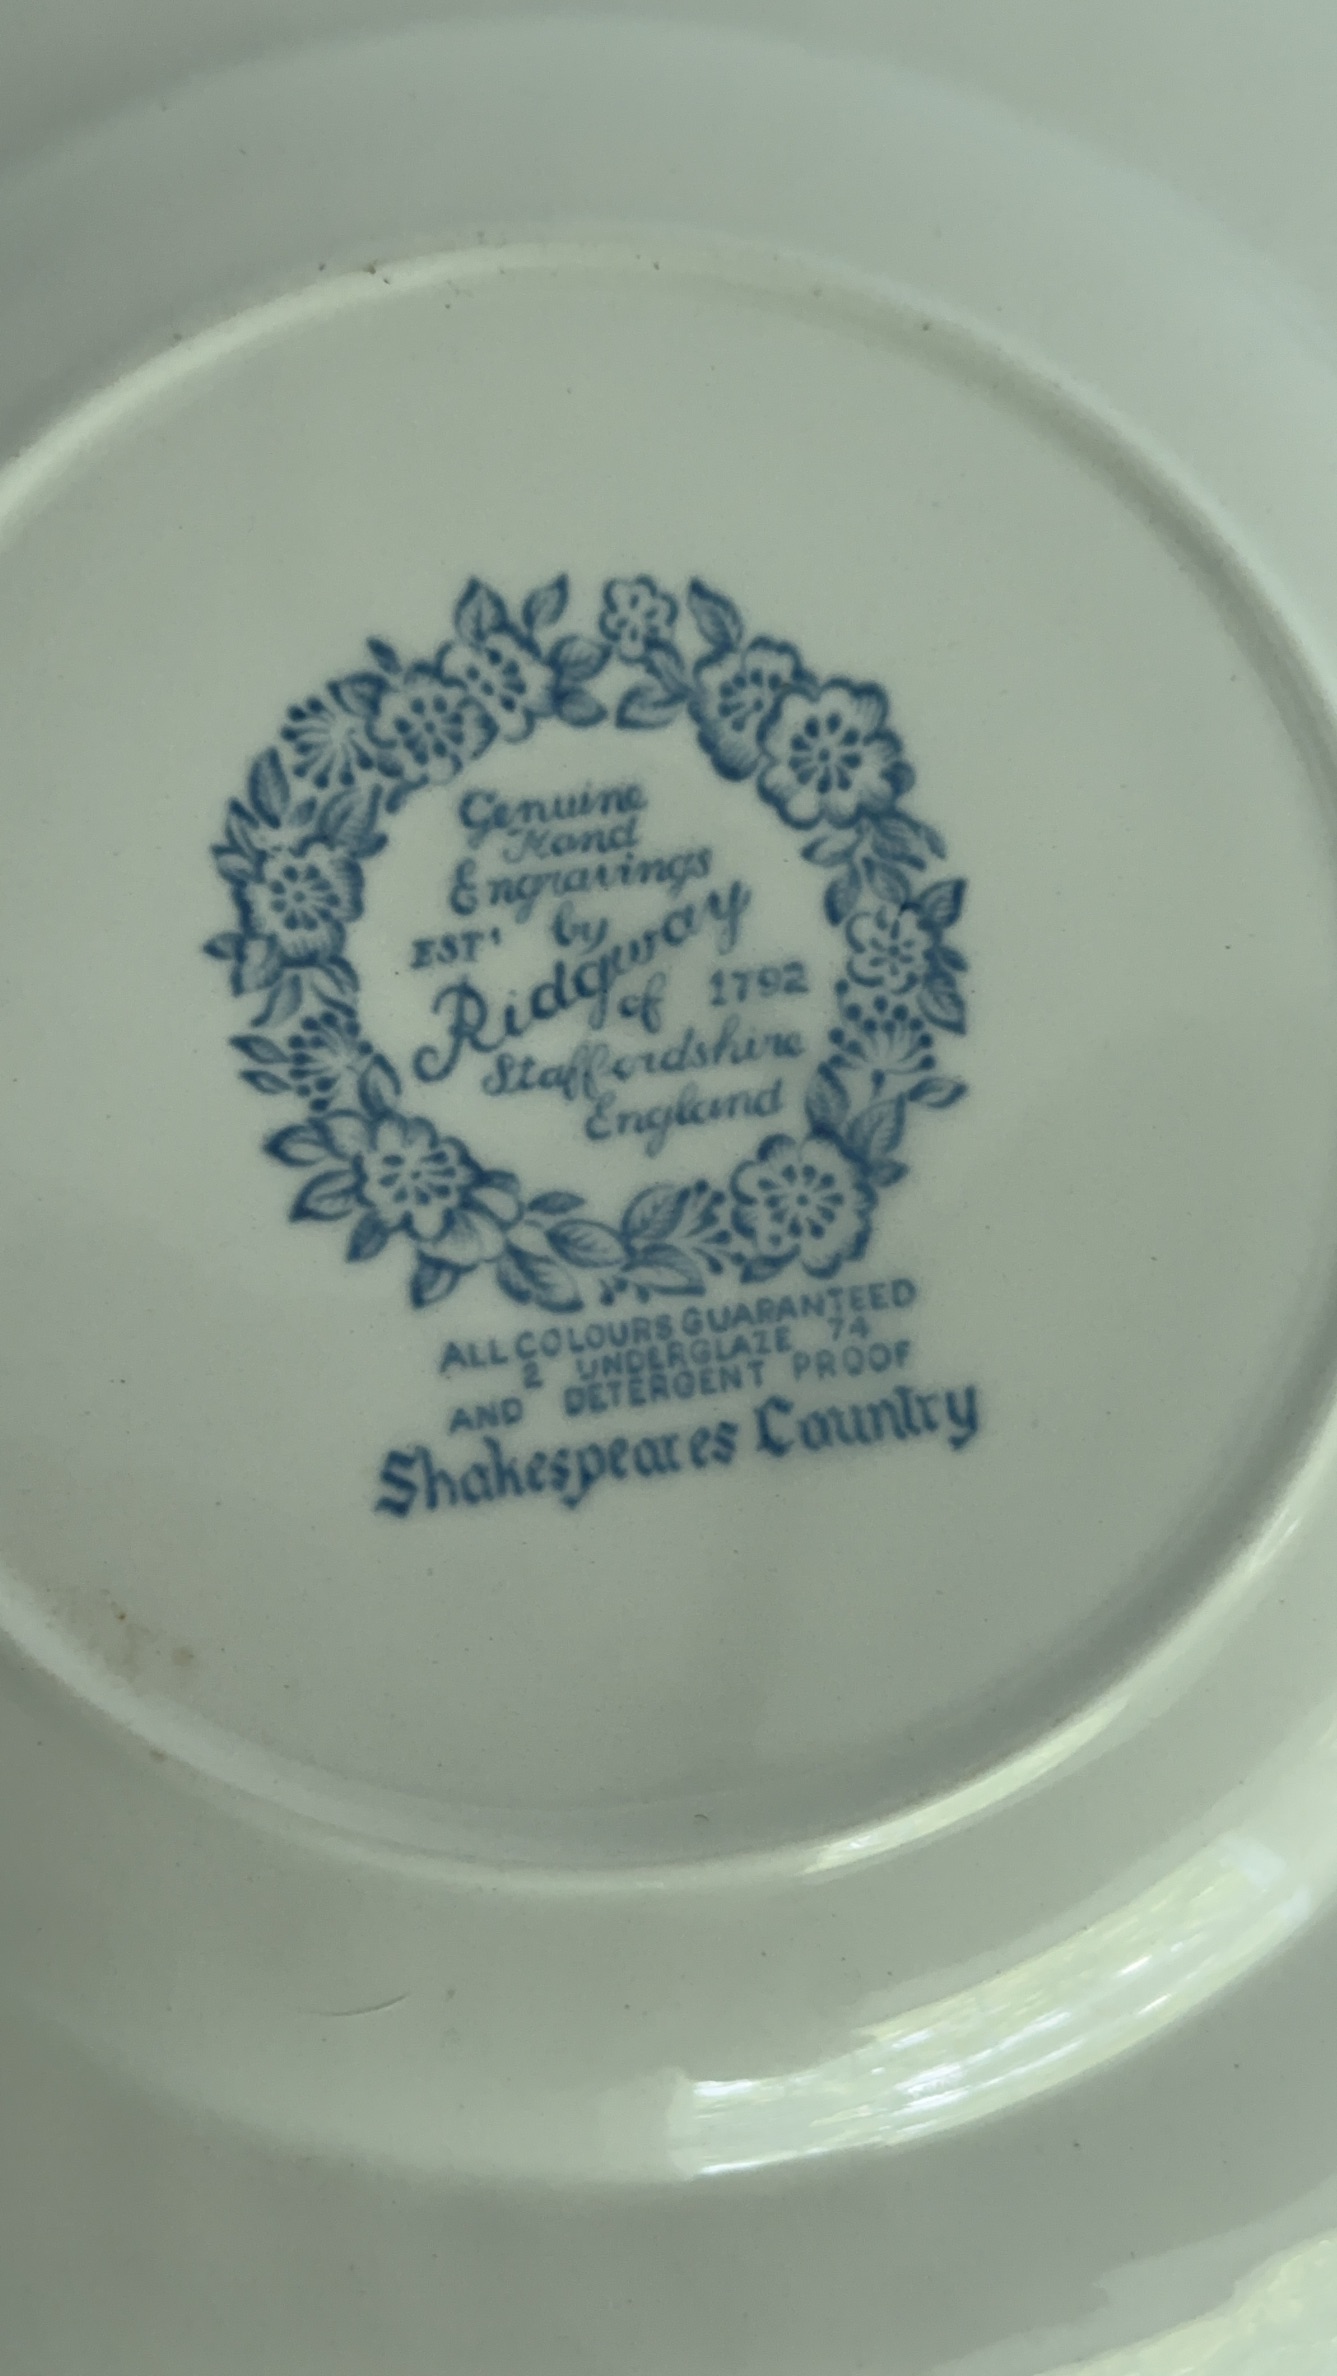 Genuine
Hand
Engravings
by
EST'
Ridgway
of 1792
Staffordshire
England
ALL COLOURS GUARANTEED
2 UNDERGLAZE 74
AND DETERGENT PROOF
Shakespeares Country